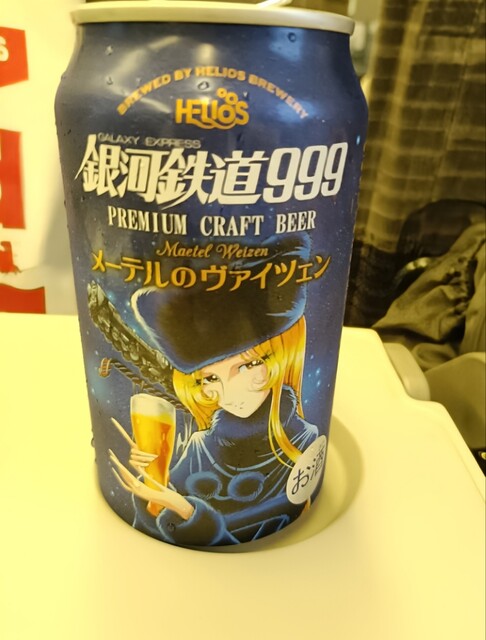 BREWED BY HELIOS BREWERY
HELIOS
GALAXY EXPRESS
銀河鉄道999
PREMIUM CRAFT BEER
Maetel Weizen
メーテルのヴァイツェン
お酒